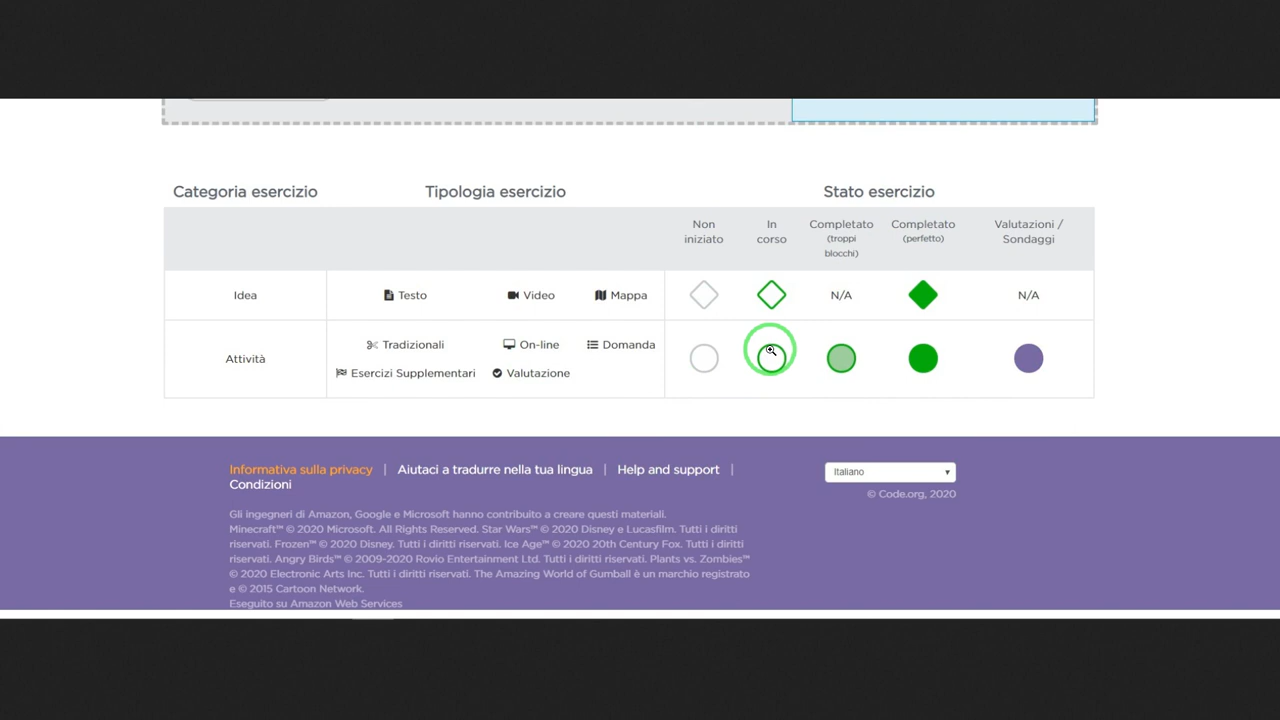 Categoria esercizio Tipologia esercizio Stato esercizio
Non iniziato
In corso
Completato (troppi blocchi)
Completato (perfetto)
Valutazioni / Sondaggi
Idea Testo Video Mappa N/A N/A
Attività Tradizionali On-line Domanda
Esercizi Supplementari Valutazione
Informativa sulla privacy | Aiutaci a tradurre nella tua lingua | Help and support |
Condizioni
Italiano
© Code.org, 2020
Gli ingegneri di Amazon, Google e Microsoft hanno contribuito a creare questi materiali.
Minecraft™ © 2020 Microsoft. All Rights Reserved. Star Wars™ © 2020 Disney e Lucasfilm. Tutti i diritti
riservati. Frozen™ © 2020 Disney. Tutti i diritti riservati. Ice Age™ © 2020 20th Century Fox. Tutti i diritti
riservati. Angry Birds™ © 2009-2020 Rovio Entertainment Ltd. Tutti i diritti riservati. Plants vs. Zombies™
© 2020 Electronic Arts Inc. Tutti i diritti riservati. The Amazing World of Gumball è un marchio registrato
e © 2015 Cartoon Network.
Eseguito su Amazon Web Services